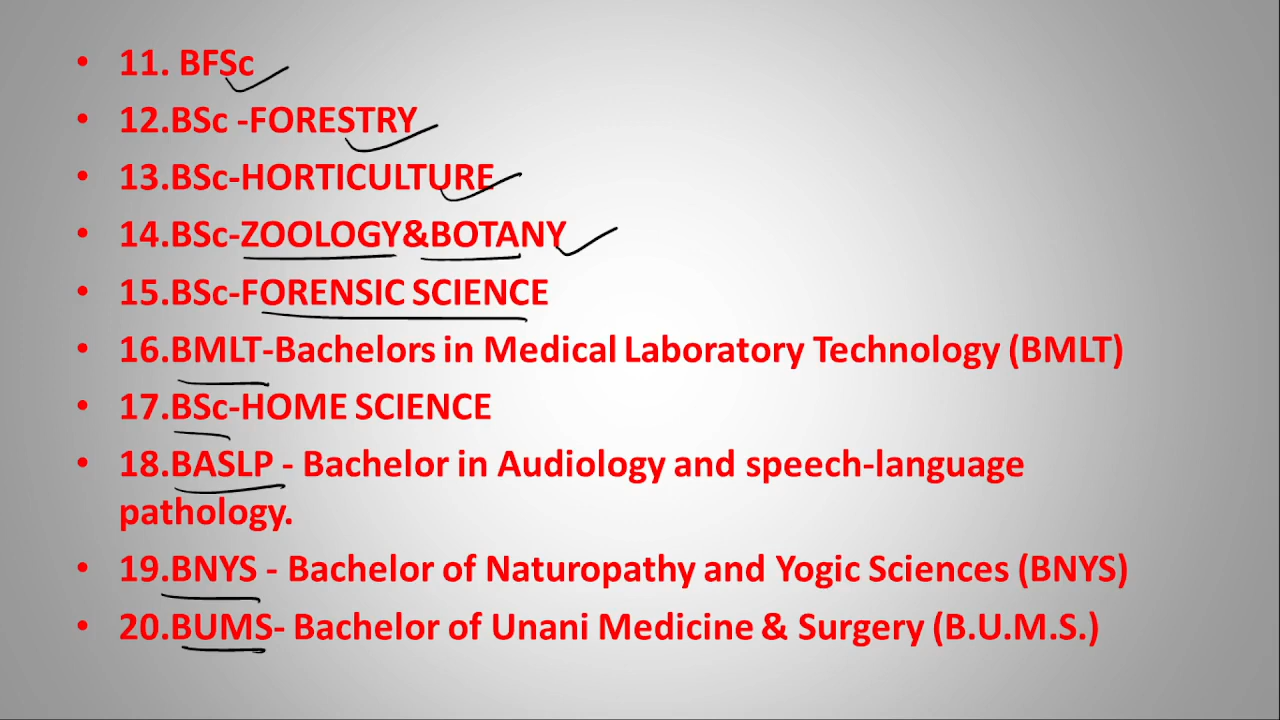 • 11. BFSc
• 12.BSc -FORESTRY
• 13.BSc-HORTICULTURE
• 14.BSc-ZOOLOGY&BOTANY
• 15.BSc-FORENSIC SCIENCE
• 16.BMLT-Bachelors in Medical Laboratory Technology (BMLT)
• 17.BSc-HOME SCIENCE
• 18.BASLP - Bachelor in Audiology and speech-language
pathology.
• 19.BNYS - Bachelor of Naturopathy and Yogic Sciences (BNYS)
• 20.BUMS- Bachelor of Unani Medicine & Surgery (B.U.M.S.)